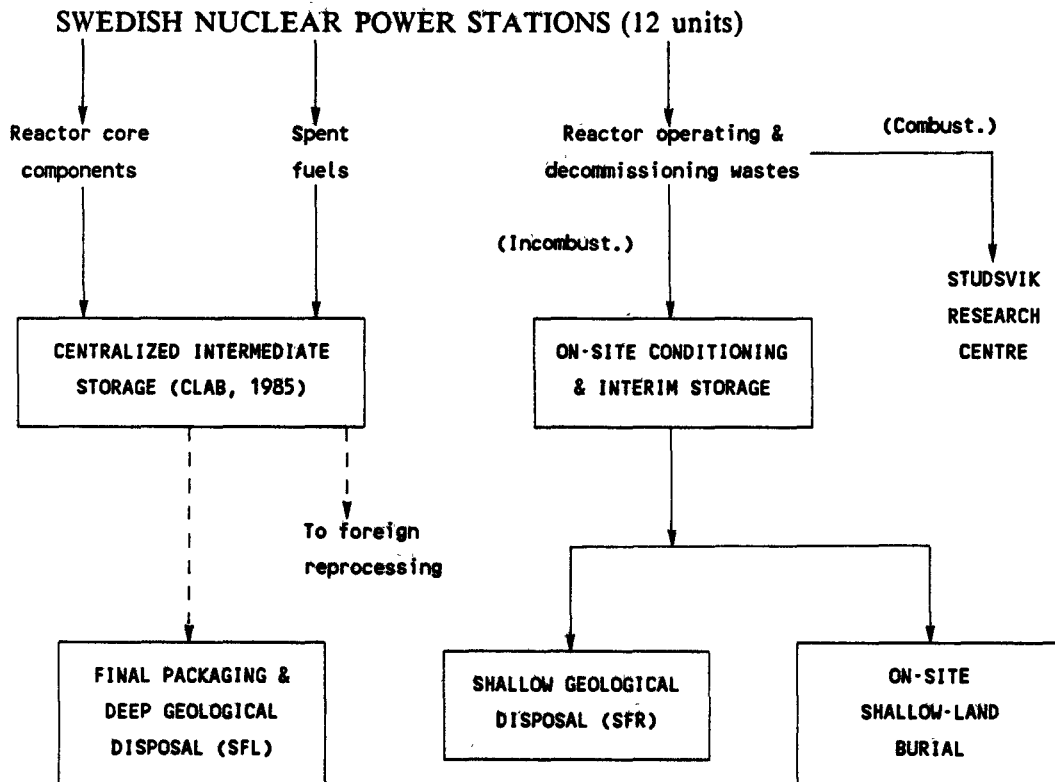 SWEDISH NUCLEAR POWER STATIONS (12 units)
Reactor core
components
Spent
fuels
Reactor operating &
decommissioning wastes
(Combust.)
(Incombust.)
STUDSVIK
RESEARCH
CENTRE
CENTRALIZED INTERMEDIATE
STORAGE (CLAB, 1985)
ON-SITE CONDITIONING
& INTERIM STORAGE
To foreign
reprocessing
FINAL PACKAGING &
DEEP GEOLOGICAL
DISPOSAL (SFL)
SHALLOW GEOLOGICAL
DISPOSAL (SFR)
ON-SITE
SHALLOW-LAND
BURIAL